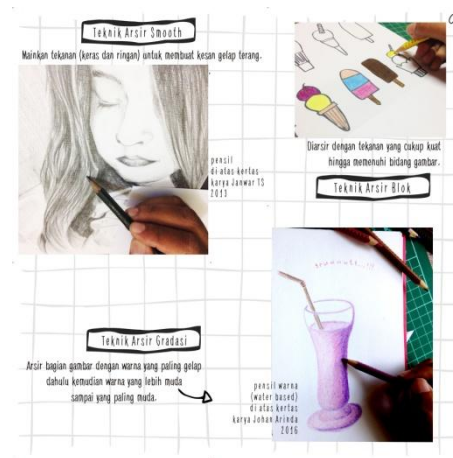 Teknik Arsir Smooth
Mainkan tekanan (keras dan ringan) untuk membuat kesan gelap terang.
pensil
di atas kertas
karya Janwar TS
2013
Diarsir dengan tekanan yang cukup kuat
hingga memenuhi bidang gambar.
Teknik Arsir Blok
Teknik Arsir Gradasi
Arsir bagian gambar dengan warna yang paling gelap
dahulu kemudian warna yang lebih muda
sampai yang paling muda.
pensil warna
(water based)
di atas kertas
karya Johan Arinda
2016